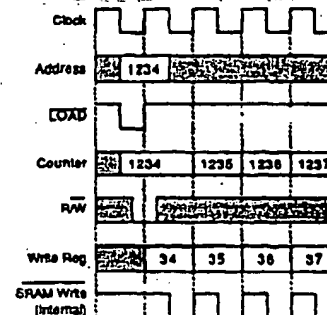 Clock
Address 1234
LOAD
Counter 1234 1235 1236 1237
R/W
Write Reg 34 35 36 37
SRAM Write
(Internal)